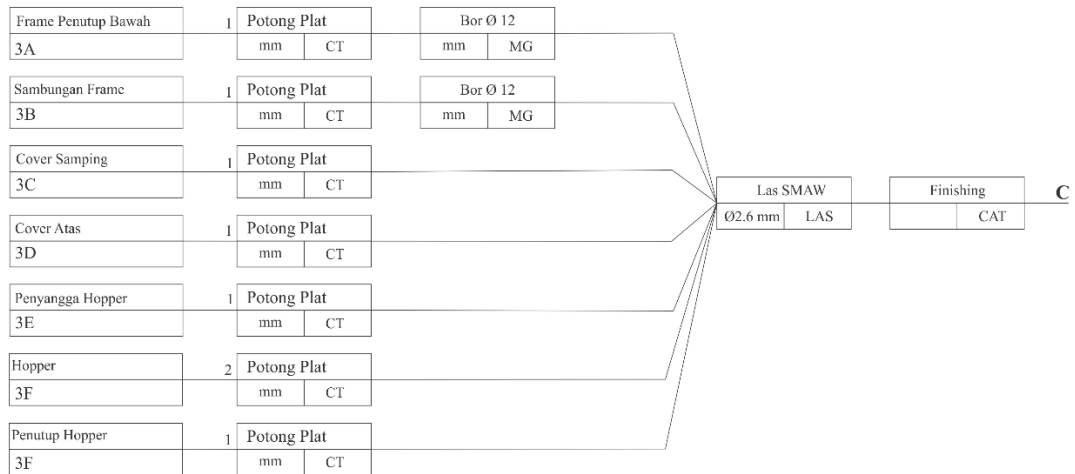 Frame Penutup Bawah 1 Potong Plat Bor Ø 12
3A mm CT mm MG
Sambungan Frame 1 Potong Plat Bor Ø 12
3B mm CT mm MG
Cover Samping 1 Potong Plat
3C mm CT
Las SMAW Finishing C
Ø2.6 mm LAS CAT
Cover Atas 1 Potong Plat
3D mm CT
Penyangga Hopper 1 Potong Plat
3E mm CT
Hopper 2 Potong Plat
3F mm CT
Penutup Hopper 1 Potong Plat
3F mm CT